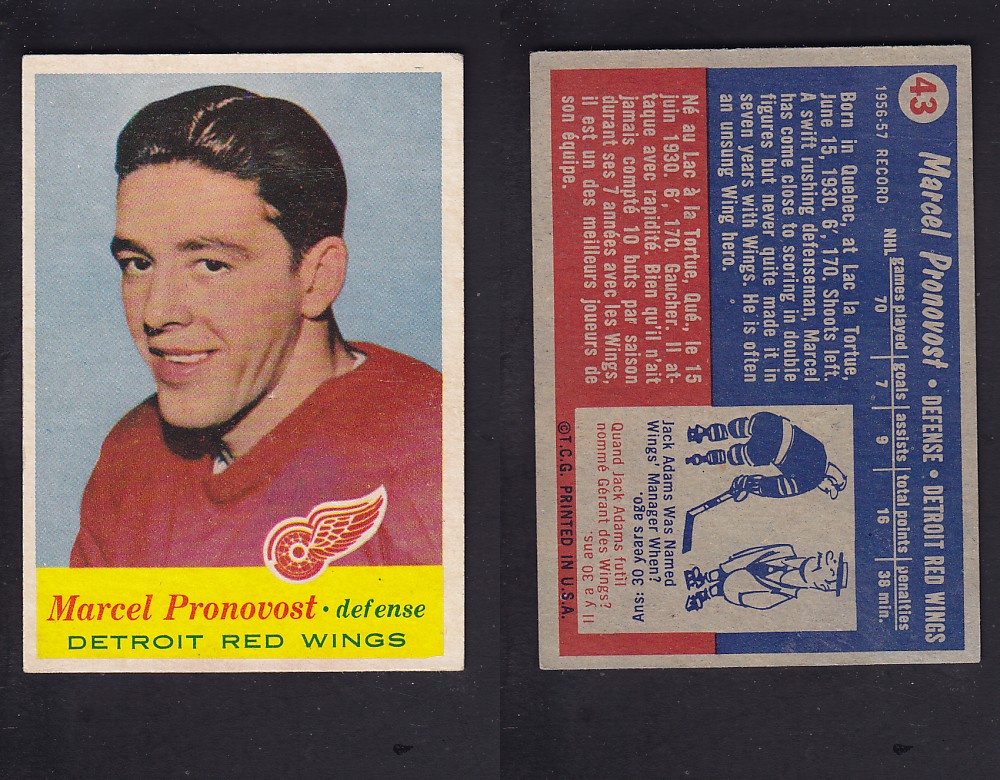 Marcel Pronovost · defense
DETROIT RED WINGS
43
Marcel Pronovost • DEFENSE • DETROIT RED WINGS
1956-57 RECORD
games played goals assists total points penalties
NHL 70 7 9 16 38 min.
Born in Quebec, at Lac la Tortue,
June 15, 1930. 6', 170. Shoots left.
A swift rushing defenseman, Marcel
has come close to scoring in double
figures but never quite made it in
seven years with Wings. He is often
an unsung Wing hero.
Né au Lac à la Tortue, Qué., le 15
juin 1930. 6', 170. Gaucher. Il at-
taque avec rapidité. Bien qu'il n'ait
jamais compté 10 buts par saison
durant ses 7 années avec les Wings,
il est un des meilleurs joueurs de
son équipe.
Jack Adams Was Named
Wings' Manager When?
Ans: 30 years ago.
Quand Jack Adams futil
nommé Gérant des Wings?
Il y a 30 ans.
©T.C.G. PRINTED IN U.S.A.